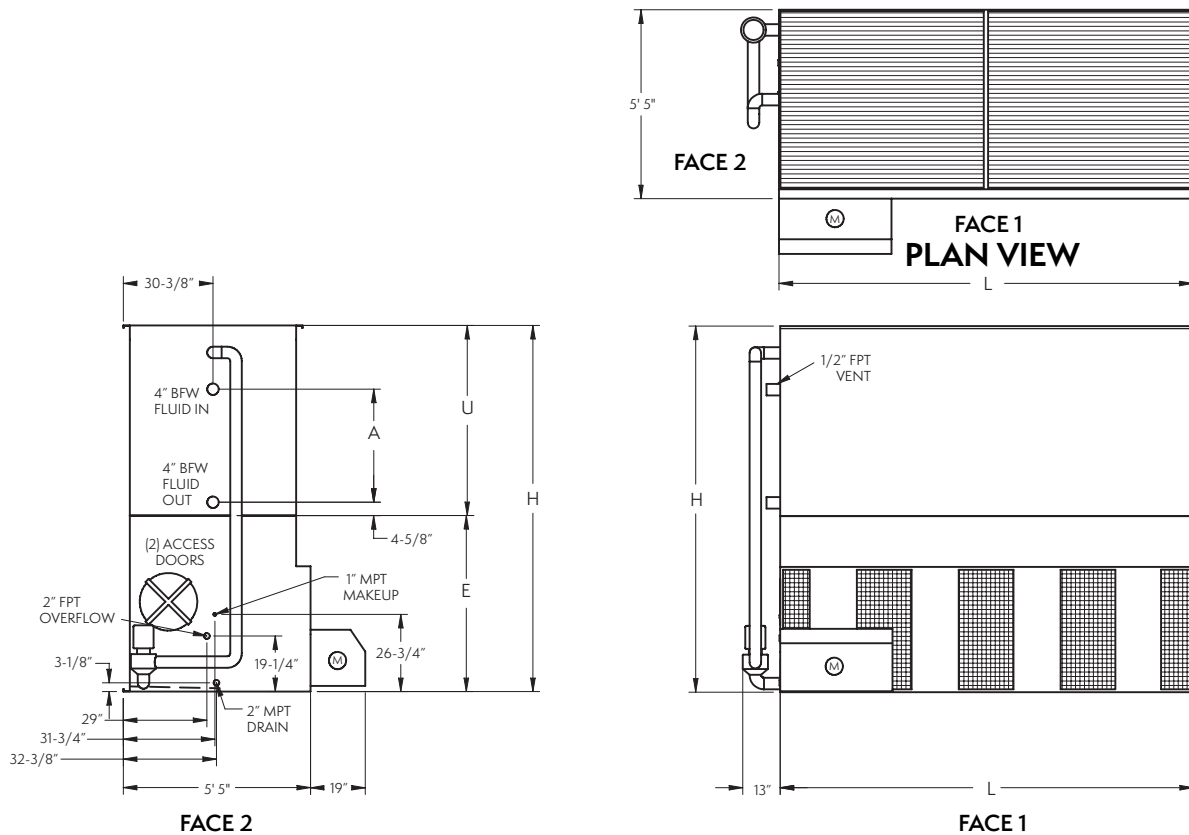 5' 5"
FACE 2
M
FACE 1
PLAN VIEW
L
30-3/8"
4" BFW
FLUID IN
A
U
H
4" BFW
FLUID
OUT
4-5/8"
(2) ACCESS
DOORS
1" MPT
MAKEUP
E
2" FPT
OVERFLOW
3-1/8"
19-1/4"
26-3/4"
M
29"
2" MPT
DRAIN
31-3/4"
32-3/8"
5' 5"
19"
FACE 2
1/2" FPT
VENT
H
M
13"
L
FACE 1